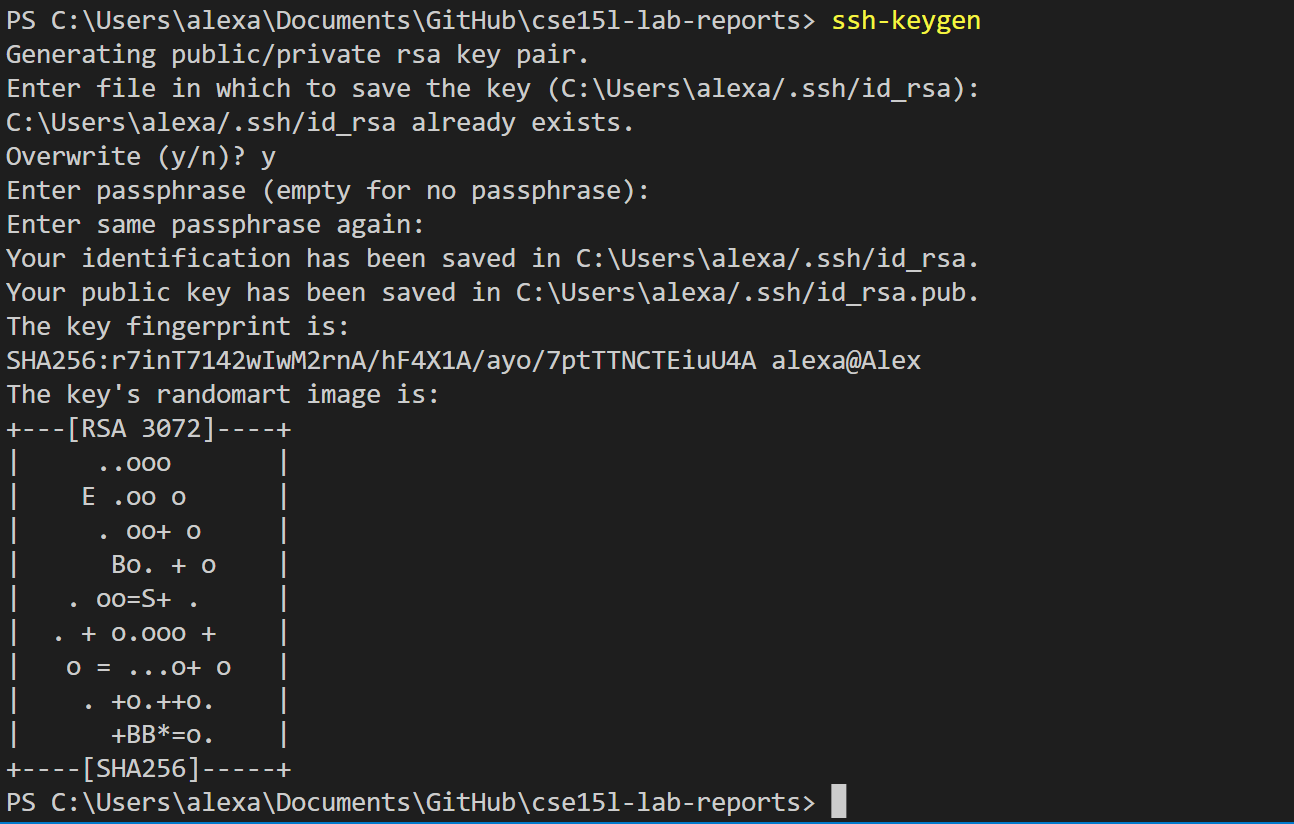 PS C:\Users\alexa\Documents\GitHub\cse15l-lab-reports> ssh-keygen
Generating public/private rsa key pair.
Enter file in which to save the key (C:\Users\alexa/.ssh/id_rsa):
C:\Users\alexa/.ssh/id_rsa already exists.
Overwrite (y/n)? y
Enter passphrase (empty for no passphrase):
Enter same passphrase again:
Your identification has been saved in C:\Users\alexa/.ssh/id_rsa.
Your public key has been saved in C:\Users\alexa/.ssh/id_rsa.pub.
The key fingerprint is:
SHA256:r7inT7142wIwM2rnA/hF4X1A/ayo/7ptTTNCTEiuU4A alexa@Alex
The key's randomart image is:
+---[RSA 3072]----+
|     ..ooo       |
|    E .oo o      |
|     . oo+ o     |
|      Bo. + o    |
|   . oo=S+ .     |
|  . + o.ooo +    |
|   o = ...o+ o   |
|    . +o.++o.    |
|      +BB*=o.    |
+----[SHA256]-----+
PS C:\Users\alexa\Documents\GitHub\cse15l-lab-reports>